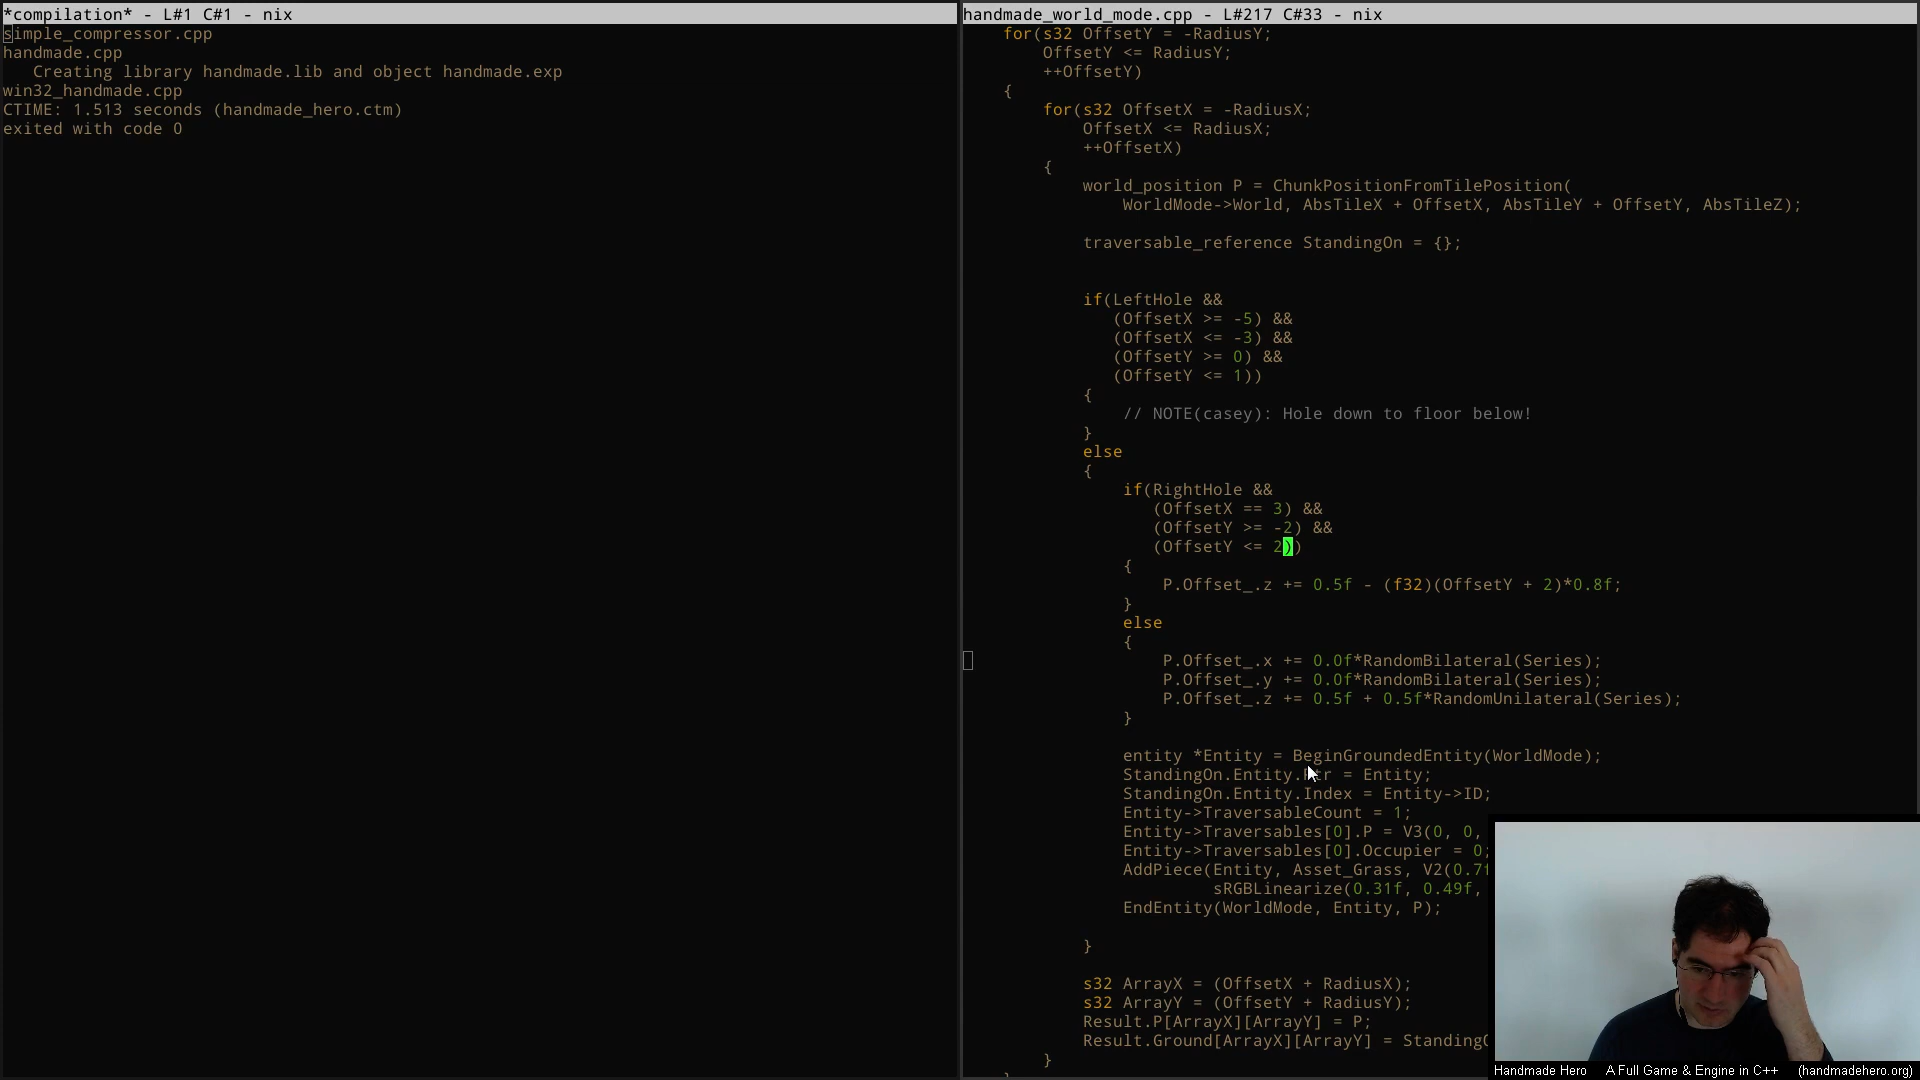 *compilation* - L#1 C#1 - nix
simple_compressor.cpp
handmade.cpp
Creating library handmade.lib and object handmade.exp
win32_handmade.cpp
CTIME: 1.513 seconds (handmade_hero.ctm)
exited with code 0
handmade_world_mode.cpp - L#217 C#33 - nix
for(s32 OffsetY = -RadiusY;
OffsetY <= RadiusY;
++OffsetY)
{
for(s32 OffsetX = -RadiusX;
OffsetX <= RadiusX;
++OffsetX)
{
world_position P = ChunkPositionFromTilePosition(
WorldMode->World, AbsTileX + OffsetX, AbsTileY + OffsetY, AbsTileZ);
traversable_reference StandingOn = {};
if(LeftHole &&
(OffsetX >= -5) &&
(OffsetX <= -3) &&
(OffsetY >= 0) &&
(OffsetY <= 1))
{
// NOTE(casey): Hole down to floor below!
}
else
{
if(RightHole &&
(OffsetX == 3) &&
(OffsetY >= -2) &&
(OffsetY <= 2))
{
P.Offset_.z += 0.5f - (f32)(OffsetY + 2)*0.8f;
}
else
{
P.Offset_.x += 0.0f*RandomBilateral(Series);
P.Offset_.y += 0.0f*RandomBilateral(Series);
P.Offset_.z += 0.5f + 0.5f*RandomUnilateral(Series);
}
entity *Entity = BeginGroundedEntity(WorldMode);
StandingOn.Entity.Ptr = Entity;
StandingOn.Entity.Index = Entity->ID;
Entity->TraversableCount = 1;
Entity->Traversables[0].P = V3(0, 0,
Entity->Traversables[0].Occupier = 0;
AddPiece(Entity, Asset_Grass, V2(0.7f
sRGBLinearize(0.31f, 0.49f,
EndEntity(WorldMode, Entity, P);
}
s32 ArrayX = (OffsetX + RadiusX);
s32 ArrayY = (OffsetY + RadiusY);
Result.P[ArrayX][ArrayY] = P;
Result.Ground[ArrayX][ArrayY] = StandingO
}
Handmade Hero A Full Game & Engine in C++ (handmadehero.org)